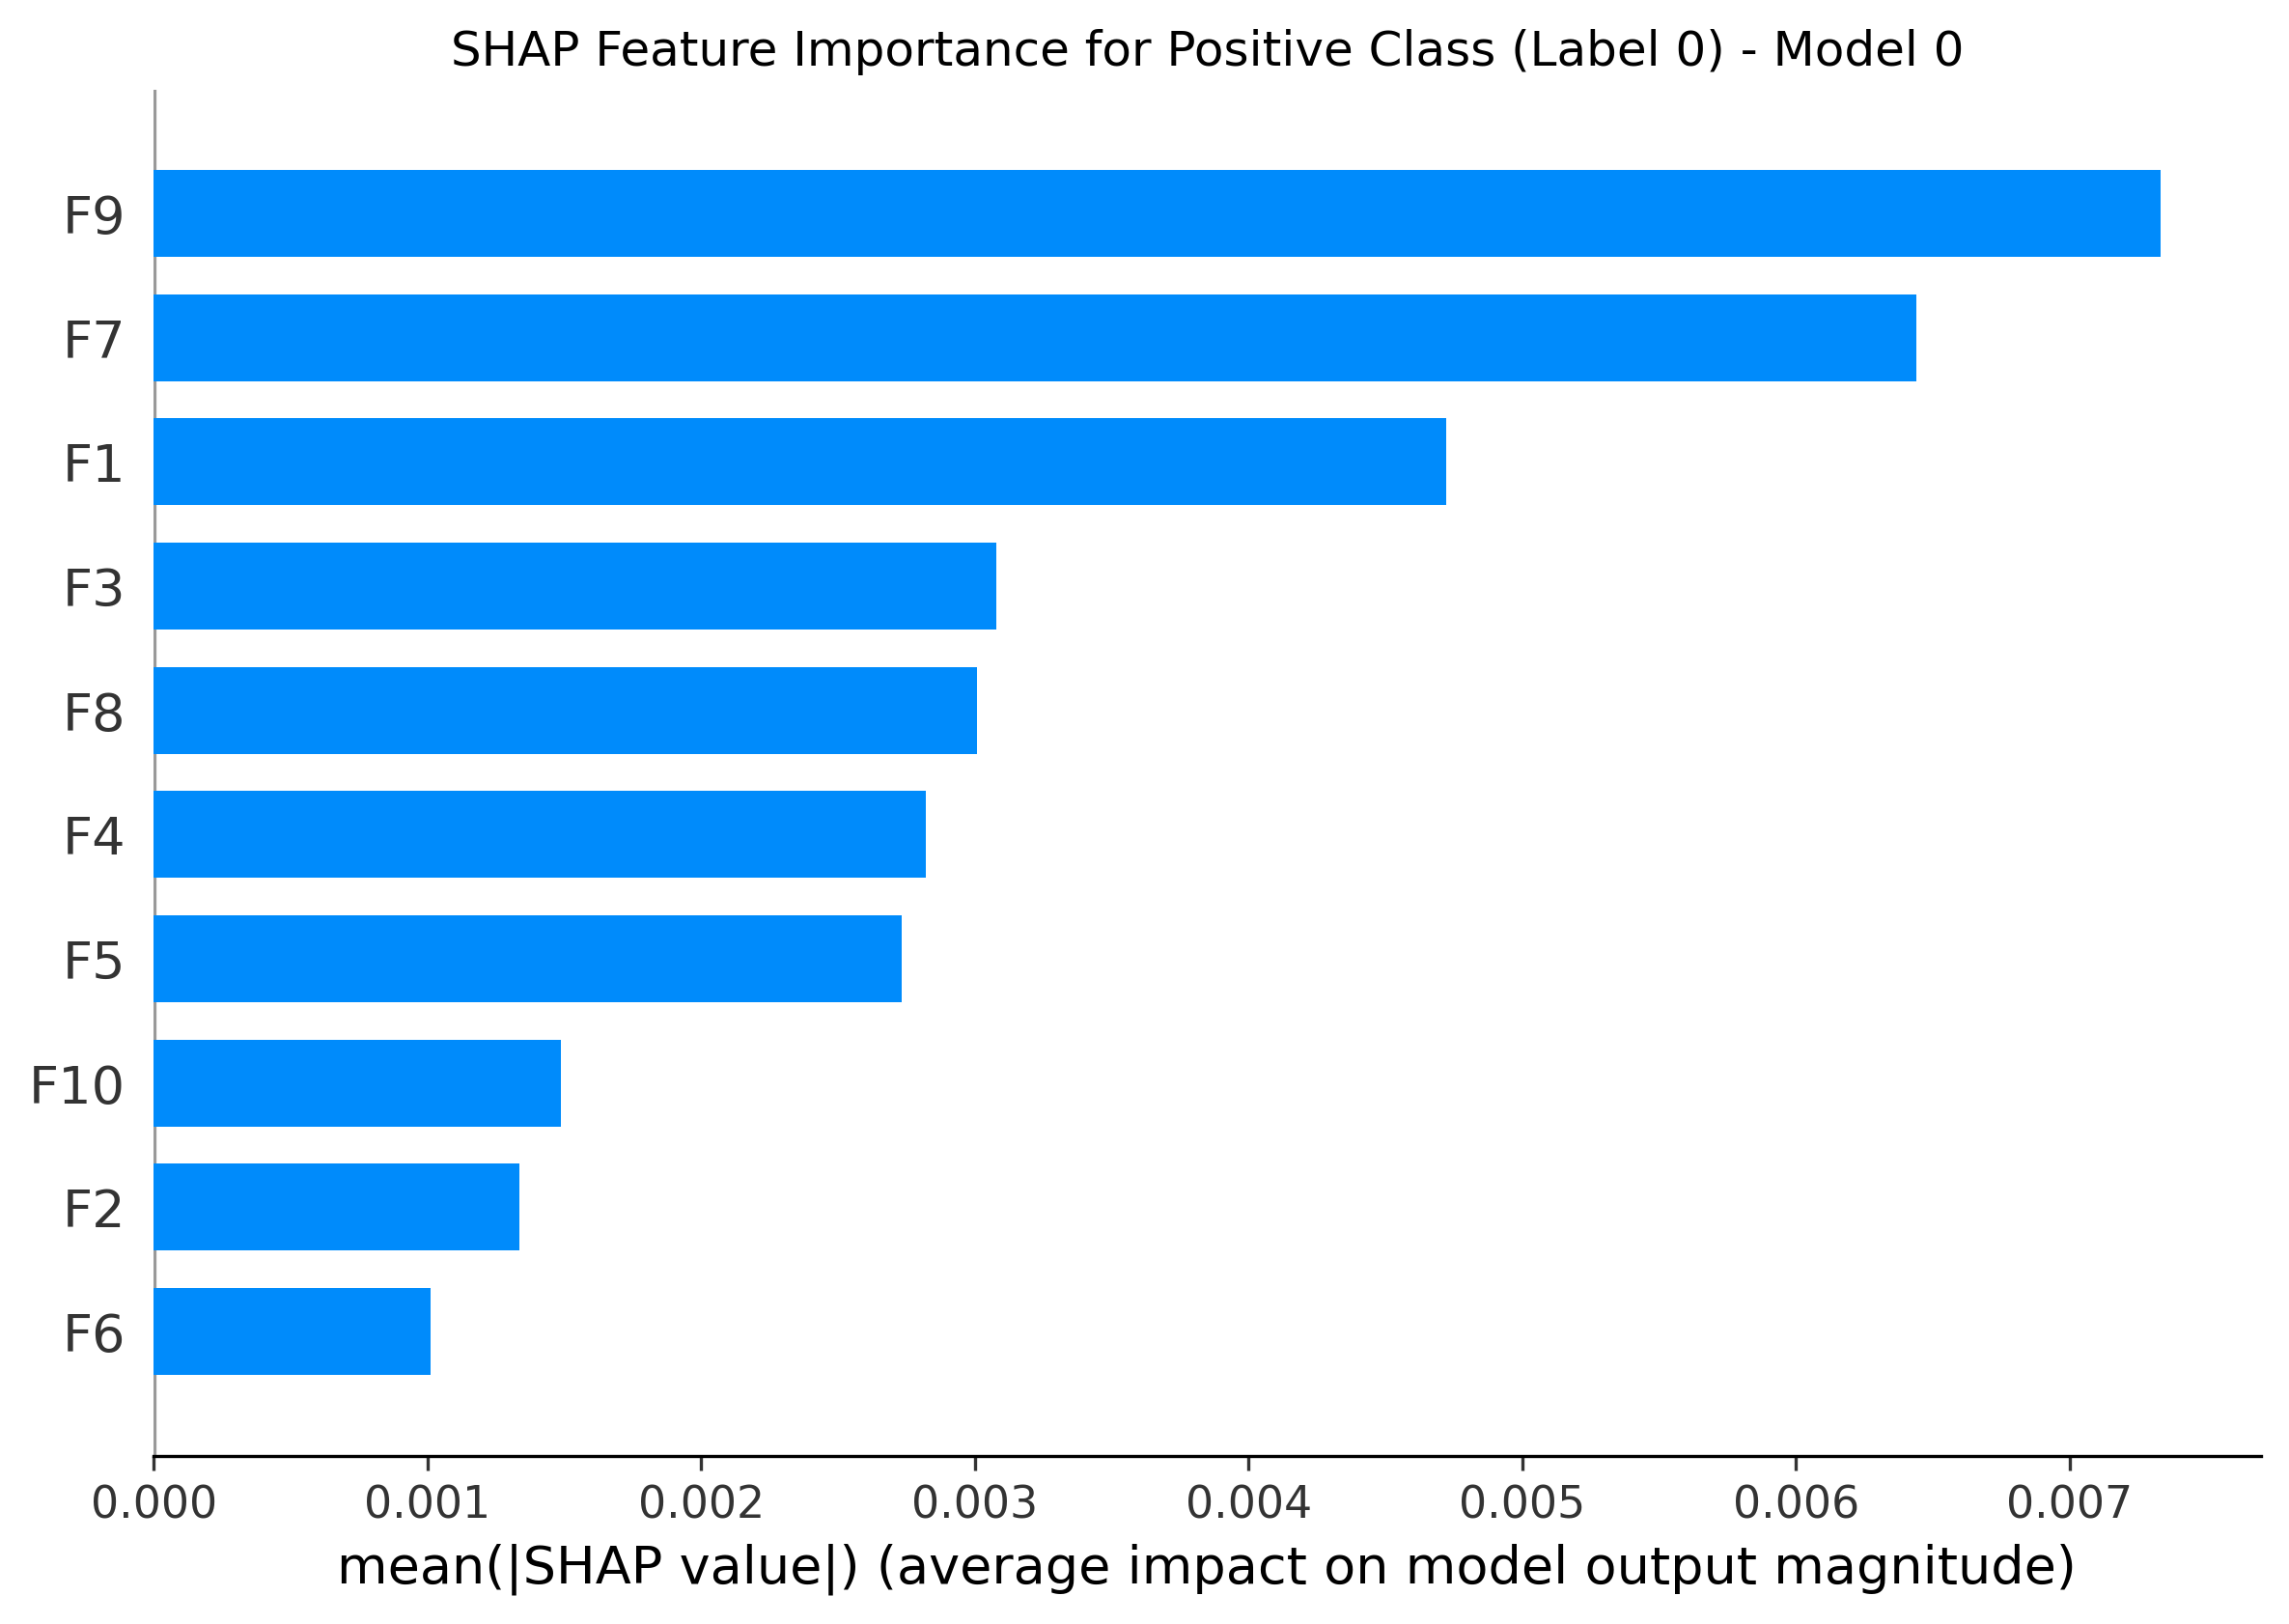 SHAP Feature Importance for Positive Class (Label 0) - Model 0
F9
F7
F1
F3
F8
F4
F5
F10
F2
F6
0.000 0.001 0.002 0.003 0.004 0.005 0.006 0.007
mean(|SHAP value|) (average impact on model output magnitude)